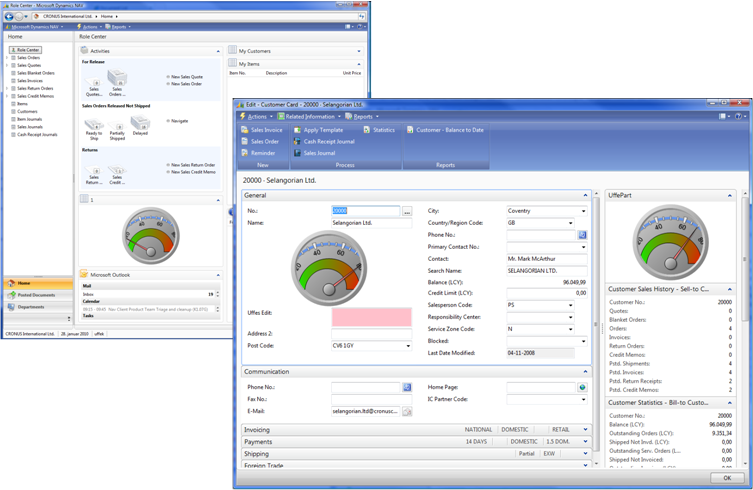 Microsoft Dynamics NAV
CRONUS International Ltd. Home
Microsoft Dynamics NAV Actions Reports
Home
Role Center
Sales Orders
Sales Quotes
Sales Blanket Orders
Sales Invoices
Sales Return Orders
Sales Credit Memos
Items
Customers
Item Journals
Sales Journals
Cash Receipt Journals
Home
Posted Documents
Departments
CRONUS International Ltd. 28. januar 2010 uffek
Role Center
Activities
For Release
Sales Quotes...
Sales Orders...
New Sales Quote
New Sales Order
Sales Orders Released Not Shipped
Ready to Ship
Partially Shipped
Delayed
Navigate
Returns
Sales Return ...
Sales Credit ...
New Sales Return Order
New Sales Credit Memo
1
Microsoft Outlook
Mail
Inbox 19
Calendar
Tasks
My Customers
My Items
Item No. Description Unit Price
Edit - Customer Card - 20000 · Selangorian Ltd.
Actions Related Information Reports
Sales Invoice Apply Template Statistics Customer - Balance to Date
Sales Order Cash Receipt Journal
Reminder Sales Journal
New Process Reports
20000 · Selangorian Ltd.
General
No.: 20000 ...
Name: Selangorian Ltd.
20 40 60 80
Uffes Edit:
Address 2:
Post Code: CV6 1GY
City: Coventry
Country/Region Code: GB
Phone No.:
Primary Contact No.:
Contact: Mr. Mark McArthur
Search Name: SELANGORIAN LTD.
Balance (LCY): 96.049,99
Credit Limit (LCY): 0,00
Salesperson Code: PS
Responsibility Center:
Service Zone Code: N
Blocked:
Last Date Modified: 04-11-2008
Communication
Phone No.: Home Page:
Fax No.: IC Partner Code:
E-Mail: selangorian.ltd@cronusc...
Invoicing NATIONAL DOMESTIC RETAIL
Payments 14 DAYS DOMESTIC 1.5 DOM.
Shipping Partial EXW
Foreign Trade
UffePart
20 40 60 80
Customer Sales History - Sell-to C...
Customer No.: 20000
Quotes: 0
Blanket Orders: 0
Orders: 4
Invoices: 0
Return Orders: 0
Credit Memos: 0
Pstd. Shipments: 4
Pstd. Invoices: 4
Pstd. Return Receipts: 2
Pstd. Credit Memos: 2
Customer Statistics - Bill-to Custo...
Customer No.: 20000
Balance (LCY): 96.049,99
Outstanding Orders (LCY): 9.351,34
Shipped Not Invd. (LCY): 0,00
Outstanding Serv. Orders (L... 0,00
Serv Shipped Not Invoiced: 0,00
OK